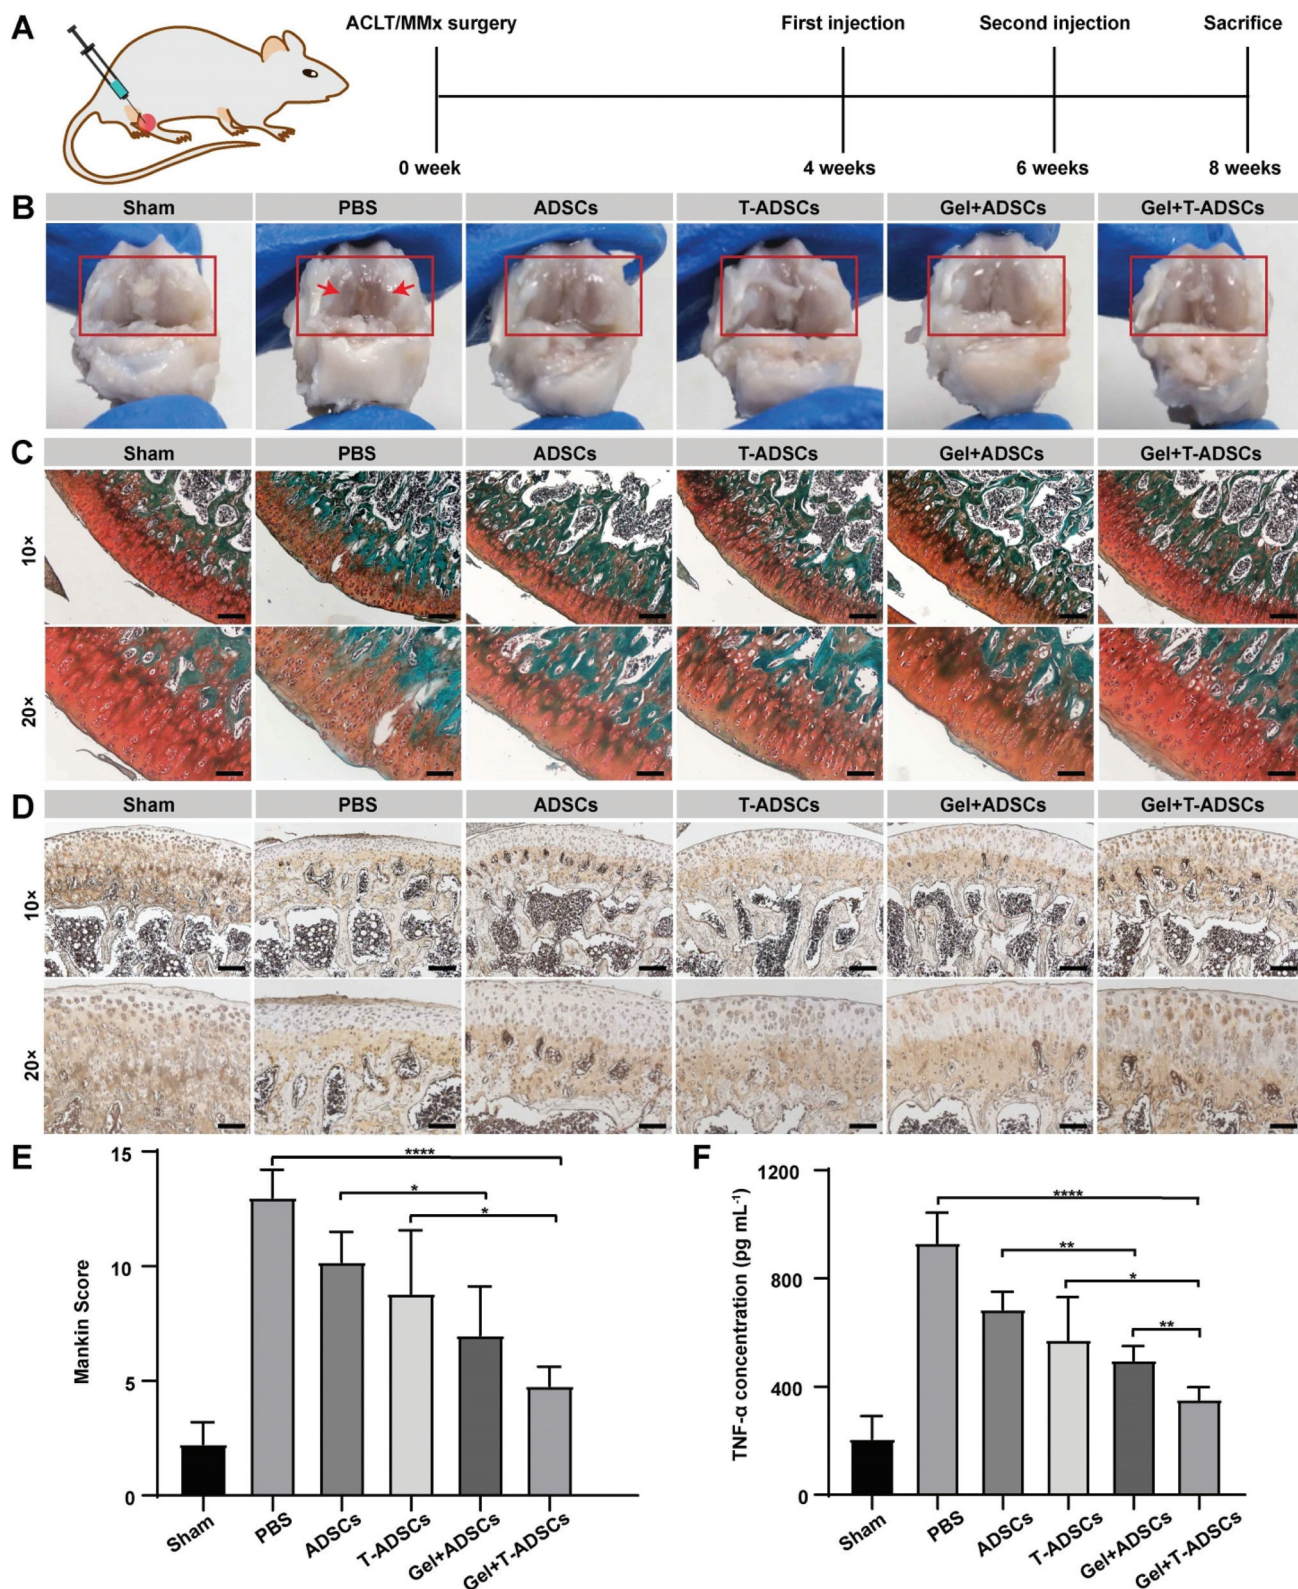 A
ACLT/MMx surgery First injection Second injection Sacrifice
0 week 4 weeks 6 weeks 8 weeks
B
Sham PBS ADSCs T-ADSCs Gel+ADSCs Gel+T-ADSCs
C
Sham PBS ADSCs T-ADSCs Gel+ADSCs Gel+T-ADSCs
10×
20×
D
Sham PBS ADSCs T-ADSCs Gel+ADSCs Gel+T-ADSCs
10×
20×
E
Mankin Score
15
10
5
0
****
*
*
Sham PBS ADSCs T-ADSCs Gel+ADSCs Gel+T-ADSCs
F
TNF-α concentration (pg mL⁻¹)
1200
800
400
0
****
**
*
**
Sham PBS ADSCs T-ADSCs Gel+ADSCs Gel+T-ADSCs